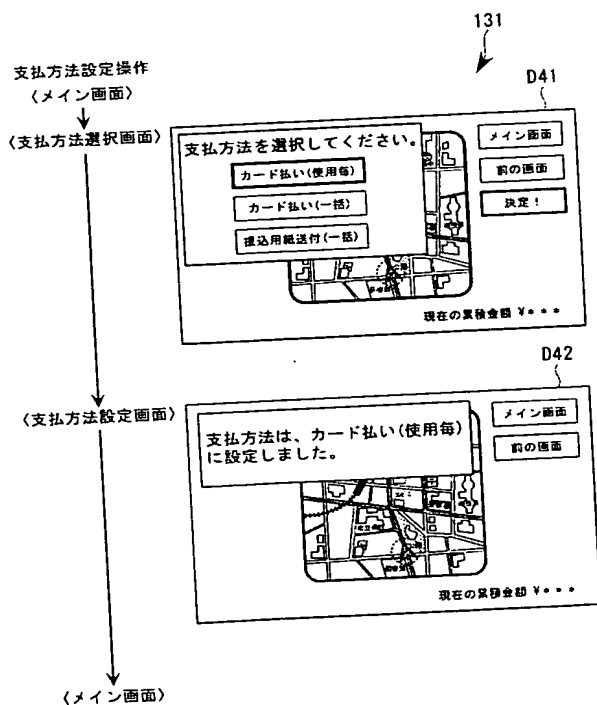 131
支払方法設定操作
〈メイン画面〉
〈支払方法選択画面〉
D41
支払方法を選択してください。
カード払い(使用毎)
カード払い(一括)
振込用紙送付(一括)
メイン画面
前の画面
決定！
現在の累積金額 ¥***
〈支払方法設定画面〉
D42
支払方法は、カード払い(使用毎)
に設定しました。
メイン画面
前の画面
現在の累積金額 ¥***
〈メイン画面〉